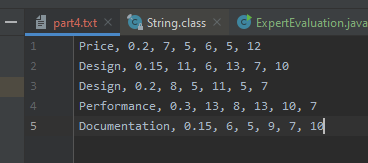 part4.txt String.class ExpertEvaluation.java
1 Price, 0.2, 7, 5, 6, 5, 12
2 Design, 0.15, 11, 6, 13, 7, 10
3 Design, 0.2, 8, 5, 11, 5, 7
4 Performance, 0.3, 13, 8, 13, 10, 7
5 Documentation, 0.15, 6, 5, 9, 7, 10